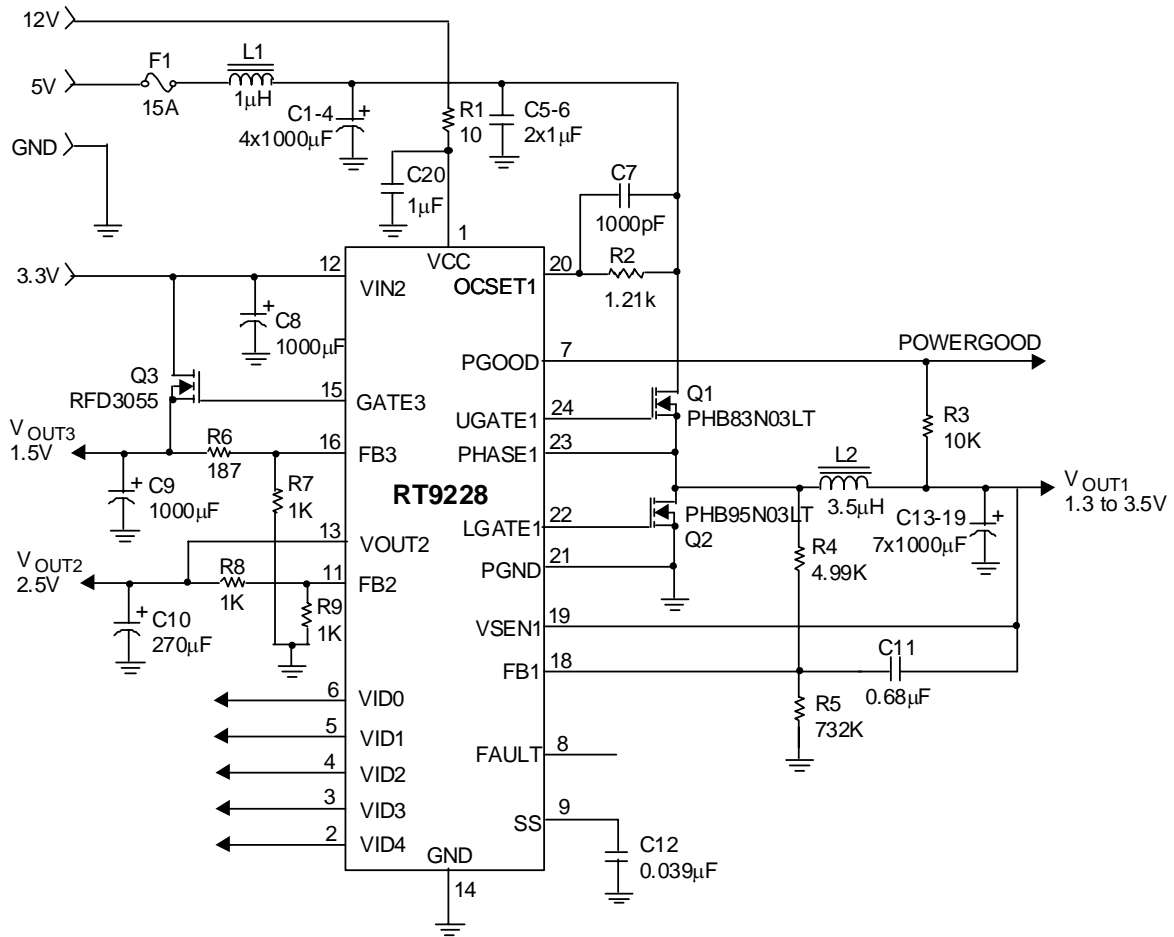 12V
F1
L1
5V
15A
1µH
C1-4
4x1000µF
R1
10
C5-6
2x1µF
GND
C20
1µF
C7
1000pF
R2
1.21k
1
VCC
3.3V
12
VIN2
20
OCSET1
C8
1000µF
PGOOD
7
POWERGOOD
Q3
RFD3055
15
GATE3
UGATE1
24
Q1
PHB83N03LT
R3
10K
VOUT3
1.5V
R6
187
16
FB3
PHASE1
23
L2
3.5µH
VOUT1
1.3 to 3.5V
C9
1000µF
R7
1K
RT9228
LGATE1
22
PHB95N03LT
Q2
C13-19
7x1000µF
13
VOUT2
VOUT2
2.5V
R8
1K
11
FB2
PGND
21
R4
4.99K
C10
270µF
R9
1K
VSEN1
19
FB1
18
C11
0.68µF
R5
732K
6
VID0
5
VID1
4
VID2
3
VID3
2
VID4
FAULT
8
SS
9
C12
0.039µF
GND
14